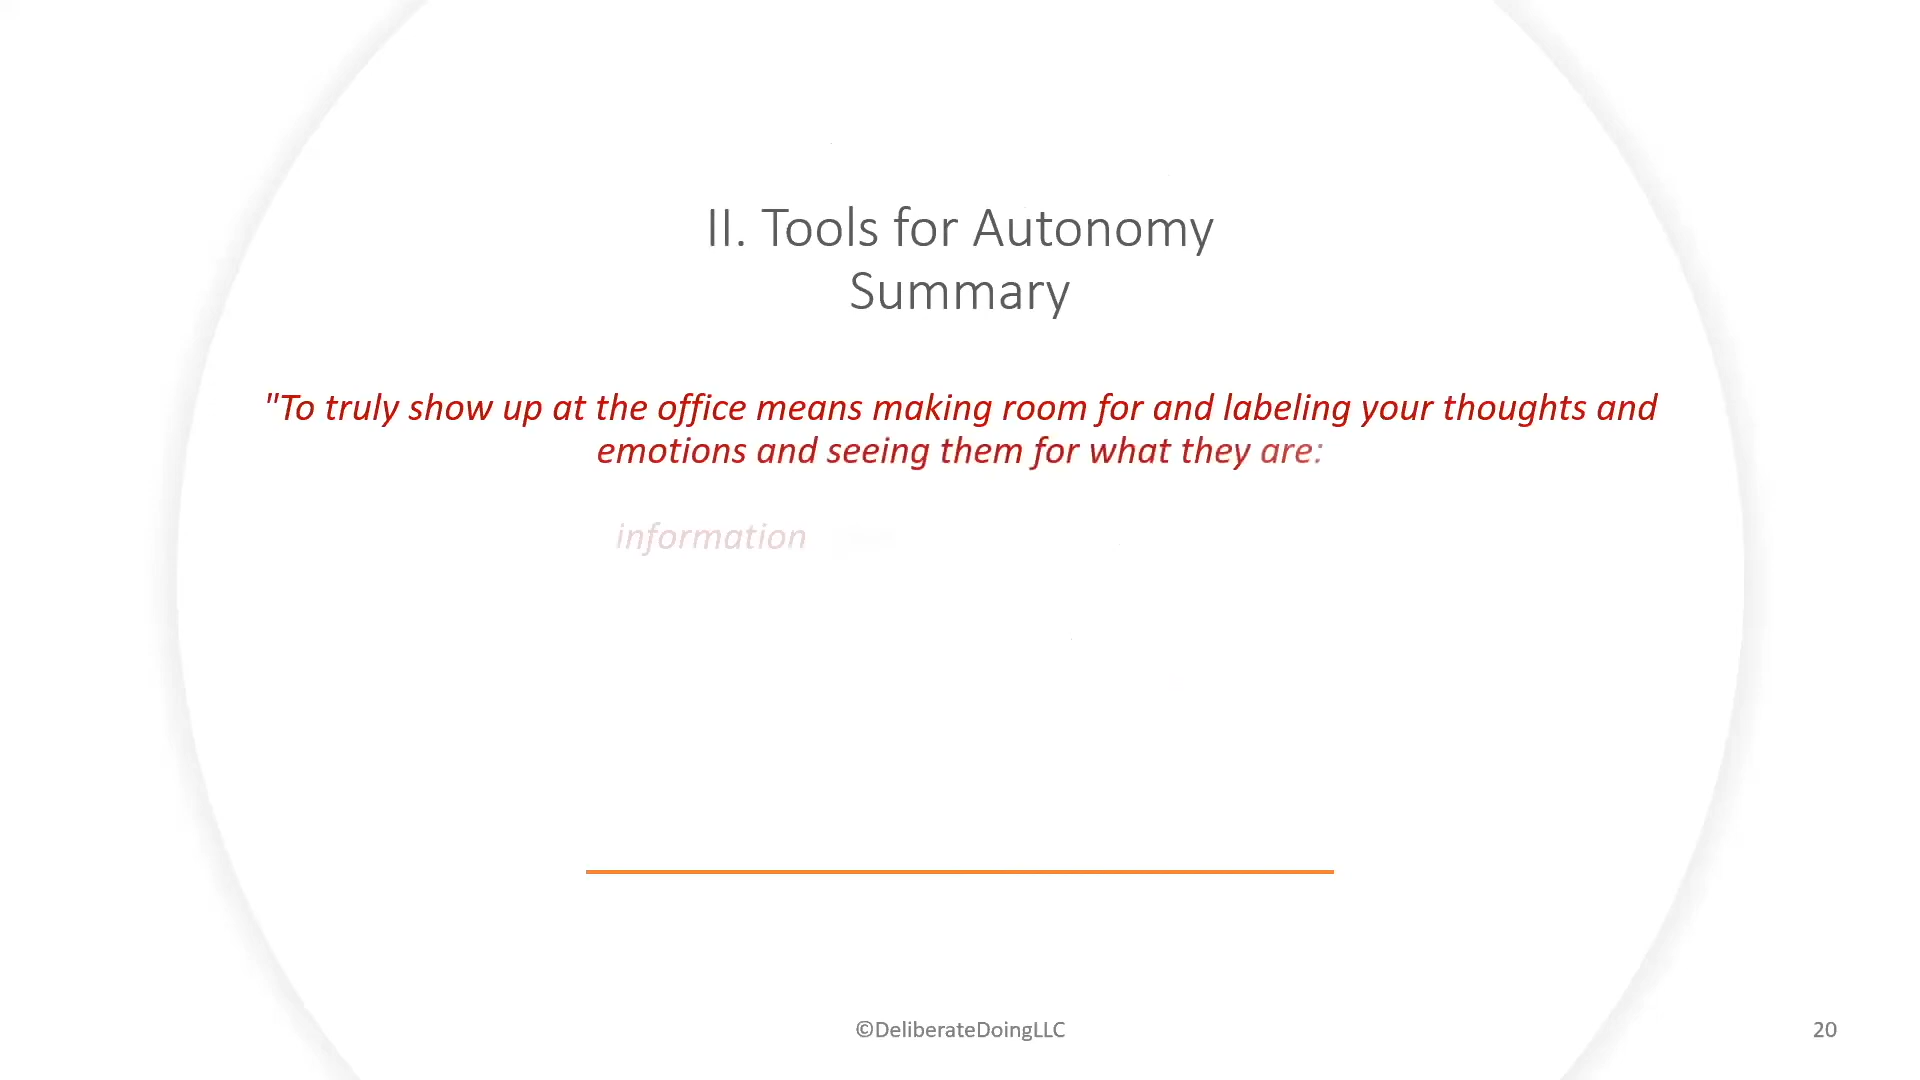 II. Tools for Autonomy
Summary
"To truly show up at the office means making room for and labeling your thoughts and
emotions and seeing them for what they are:
information
©DeliberateDoingLLC
20